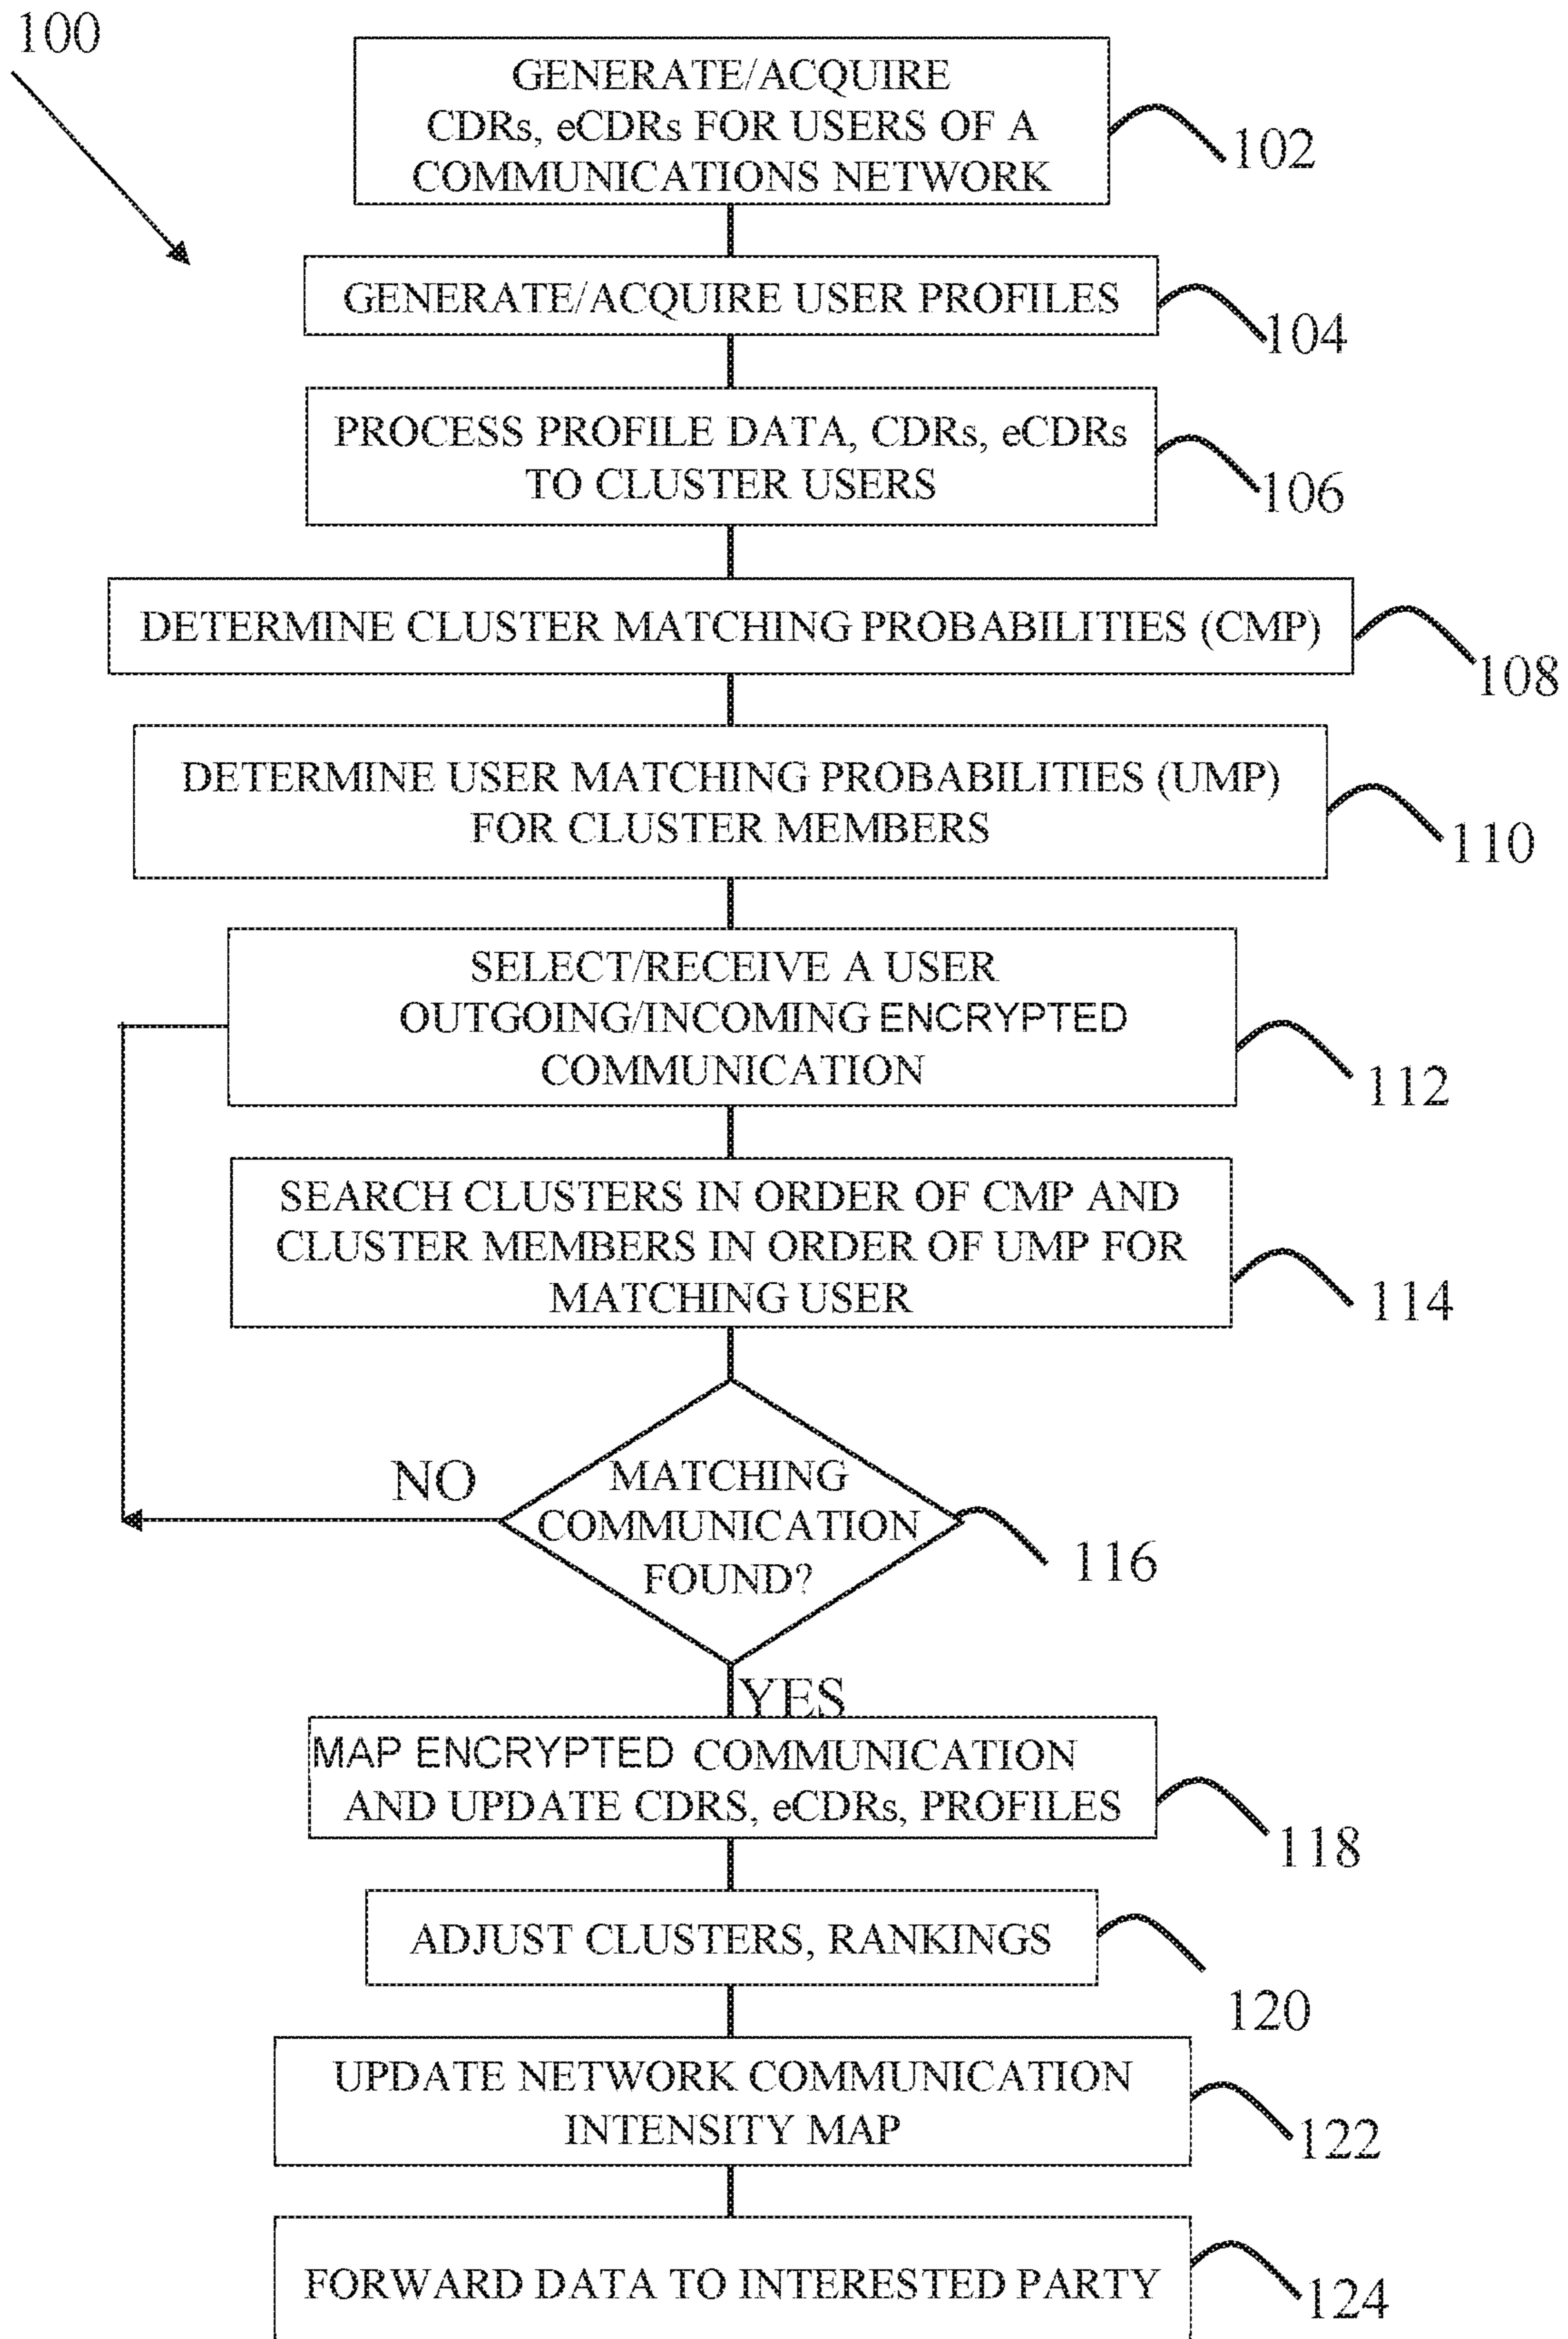 100
GENERATE/ACQUIRE
CDRs, eCDRs FOR USERS OF A
COMMUNICATIONS NETWORK
102
GENERATE/ACQUIRE USER PROFILES
104
PROCESS PROFILE DATA, CDRs, eCDRs
TO CLUSTER USERS
106
DETERMINE CLUSTER MATCHING PROBABILITIES (CMP)
108
DETERMINE USER MATCHING PROBABILITIES (UMP)
FOR CLUSTER MEMBERS
110
SELECT/RECEIVE A USER
OUTGOING/INCOMING ENCRYPTED
COMMUNICATION
112
SEARCH CLUSTERS IN ORDER OF CMP AND
CLUSTER MEMBERS IN ORDER OF UMP FOR
MATCHING USER
114
NO
MATCHING
COMMUNICATION
FOUND?
116
YES
MAP ENCRYPTED COMMUNICATION
AND UPDATE CDRS, eCDRs, PROFILES
118
ADJUST CLUSTERS, RANKINGS
120
UPDATE NETWORK COMMUNICATION
INTENSITY MAP
122
FORWARD DATA TO INTERESTED PARTY
124